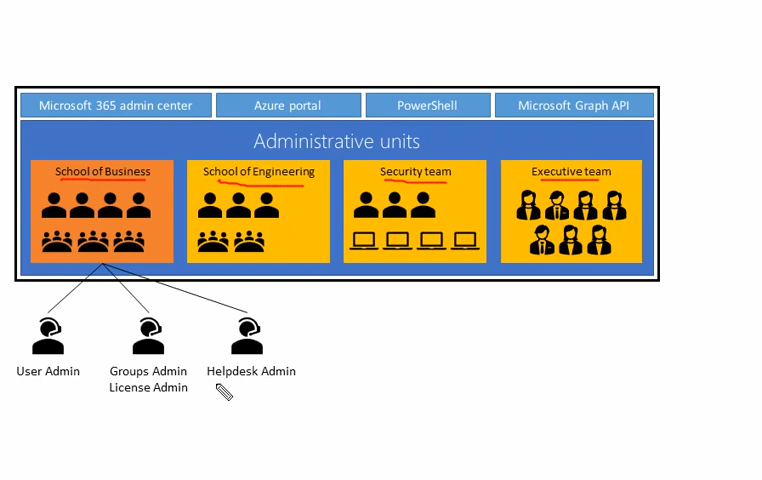 Microsoft 365 admin center
Azure portal
PowerShell
Microsoft Graph API
Administrative units
School of Business
School of Engineering
Security team
Executive team
User Admin
Groups Admin
License Admin
Helpdesk Admin